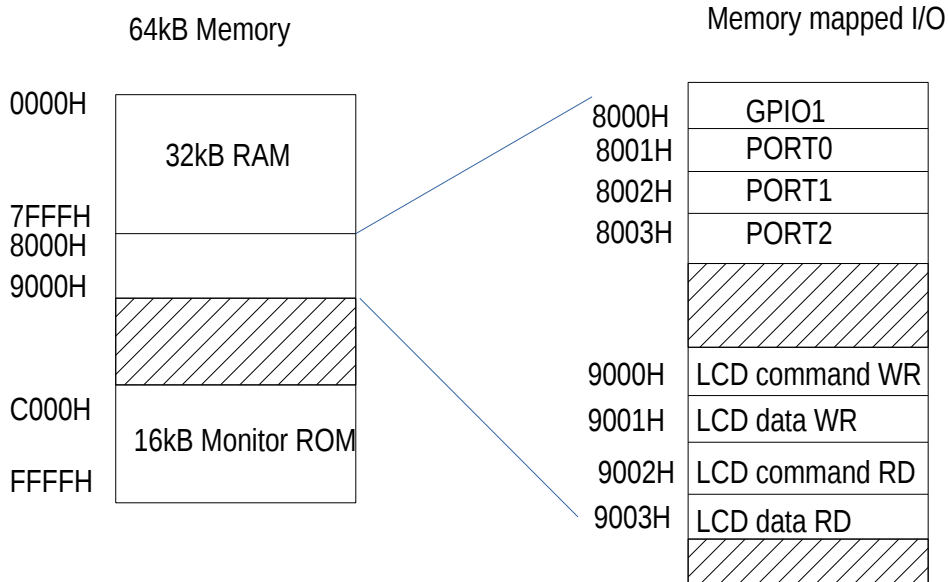 64kB Memory
0000H
32kB RAM
7FFFH
8000H
9000H
C000H
16kB Monitor ROM
FFFFH
Memory mapped I/O
8000H GPIO1
8001H PORT0
8002H PORT1
8003H PORT2
9000H LCD command WR
9001H LCD data WR
9002H LCD command RD
9003H LCD data RD